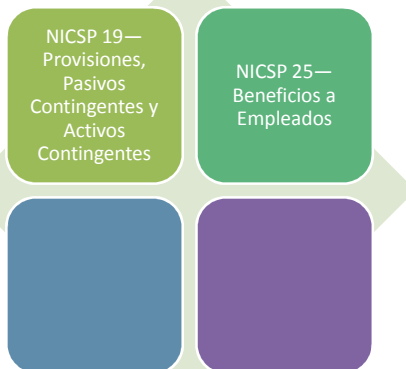 NICSP 19—
Provisiones,
Pasivos
Contingentes y
Activos
Contingentes
NICSP 25—
Beneficios a
Empleados